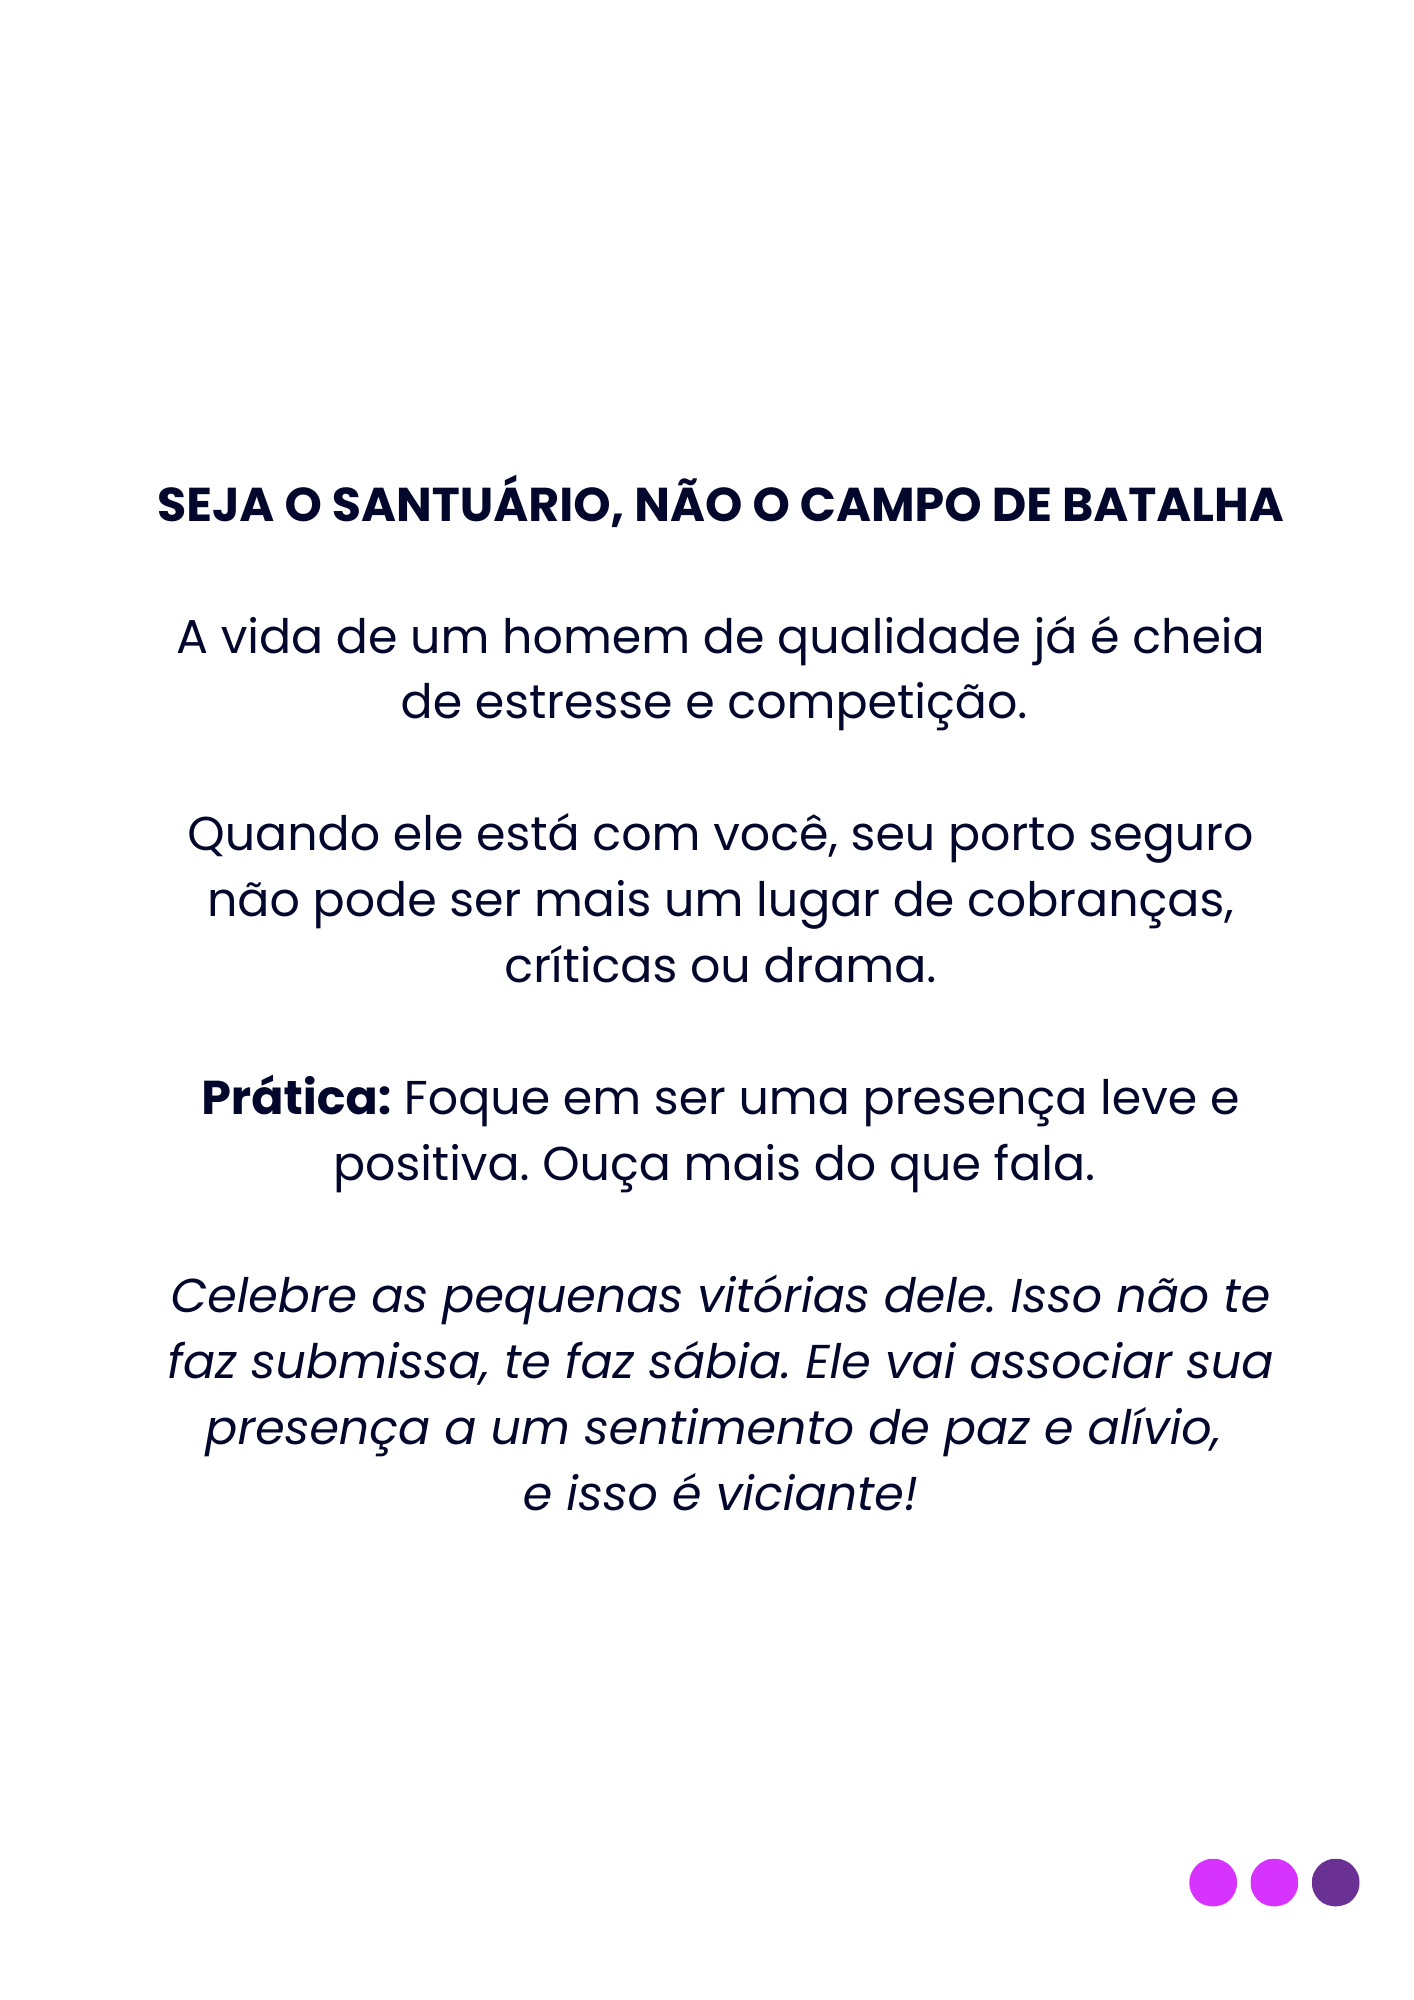 SEJA O SANTUÁRIO, NÃO O CAMPO DE BATALHA
A vida de um homem de qualidade já é cheia
de estresse e competição.
Quando ele está com você, seu porto seguro
não pode ser mais um lugar de cobranças,
críticas ou drama.
Prática: Foque em ser uma presença leve e
positiva. Ouça mais do que fala.
Celebre as pequenas vitórias dele. Isso não te
faz submissa, te faz sábia. Ele vai associar sua
presença a um sentimento de paz e alívio,
e isso é viciante!